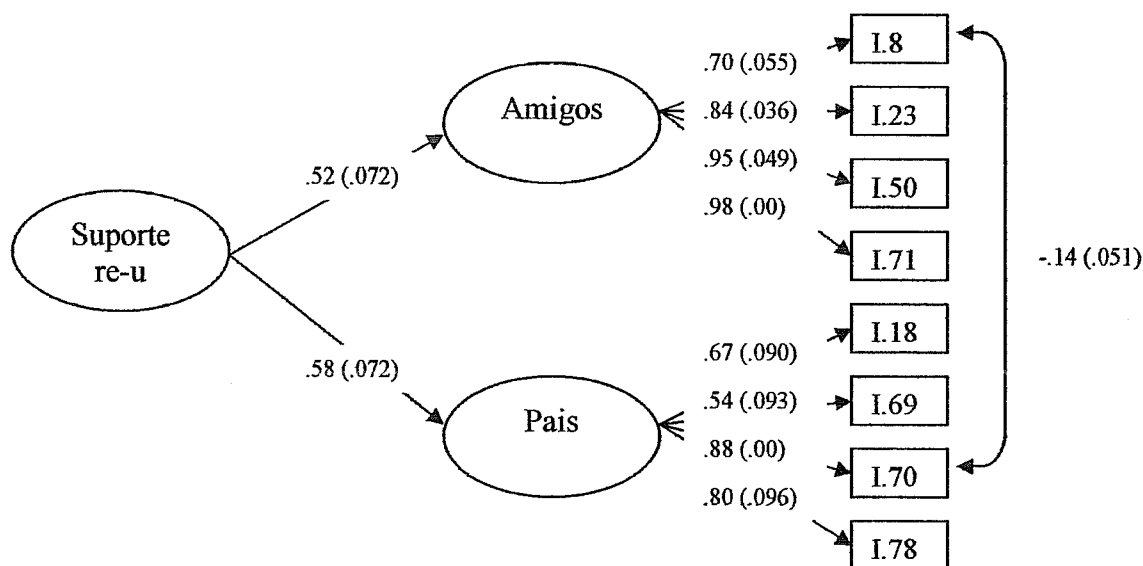 .70 (.055)
I.8
Amigos
.84 (.036)
I.23
.95 (.049)
I.50
.52 (.072)
.98 (.00)
Suporte
re-u
I.71
-.14 (.051)
I.18
.67 (.090)
.58 (.072)
.54 (.093)
I.69
Pais
.88 (.00)
I.70
.80 (.096)
I.78